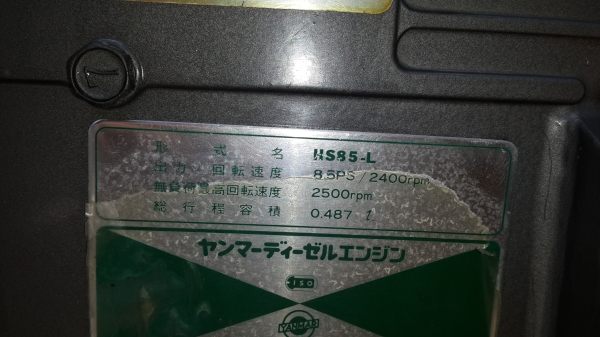 形式名 HS85-L
出力 回転速度 8.5PS/2400rpm
無負荷最高回転速度 2500rpm
総行程容積 0.487 ℓ
ヤンマーディーゼルエンジン
ISO
YANMAR